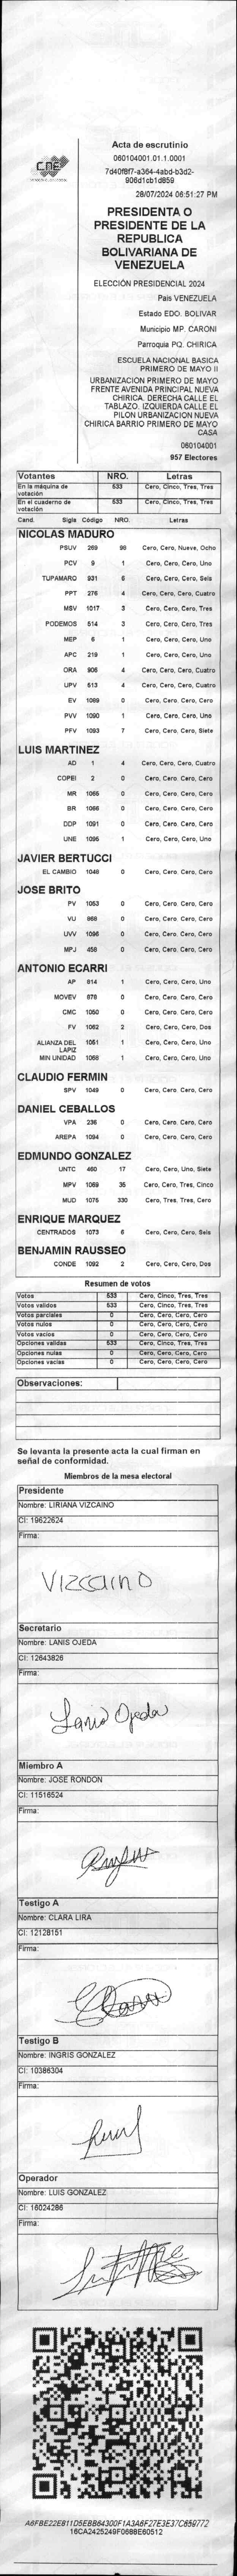 CNE
Acta de escrutinio
060104001.01.1.0001
7d40f8f7-a364-4abd-b3d2-
906d1cb1d859
28/07/2024 06:51:27 PM
PRESIDENTA O
PRESIDENTE DE LA
REPUBLICA
BOLIVARIANA DE
VENEZUELA
ELECCIÓN PRESIDENCIAL 2024
Pais VENEZUELA
Estado EDO. BOLIVAR
Municipio MP. CARONI
Parroquia PQ. CHIRICA
ESCUELA NACIONAL BASICA
PRIMERO DE MAYO II
URBANIZACION PRIMERO DE MAYO
FRENTE AVENIDA PRINCIPAL NUEVA
CHIRICA. DERECHA CALLE EL
TABLAZO. IZQUIERDA CALLE EL
PILON URBANIZACION NUEVA
CHIRICA BARRIO PRIMERO DE MAYO
CASA
060104001
957 Electores
Votantes NRO. Letras
En la máquina de votación 533 Cero, Cinco, Tres, Tres
En el cuaderno de votación 533 Cero, Cinco, Tres, Tres
Cand. Sigla Código NRO. Letras
NICOLAS MADURO
PSUV 269 98 Cero, Cero, Nueve, Ocho
PCV 9 1 Cero, Cero, Cero, Uno
TUPAMARO 931 6 Cero, Cero, Cero, Seis
PPT 276 4 Cero, Cero, Cero, Cuatro
MSV 1017 3 Cero, Cero, Cero, Tres
PODEMOS 514 3 Cero, Cero, Cero, Tres
MEP 6 1 Cero, Cero, Cero, Uno
APC 219 1 Cero, Cero, Cero, Uno
ORA 906 4 Cero, Cero, Cero, Cuatro
UPV 513 4 Cero, Cero, Cero, Cuatro
EV 1089 0 Cero, Cero, Cero, Cero
PVV 1090 1 Cero, Cero, Cero, Uno
PFV 1093 7 Cero, Cero, Cero, Siete
LUIS MARTINEZ
AD 1 4 Cero, Cero, Cero, Cuatro
COPEI 2 0 Cero, Cero, Cero, Cero
MR 1065 0 Cero, Cero, Cero, Cero
BR 1066 0 Cero, Cero, Cero, Cero
DDP 1091 0 Cero, Cero, Cero, Cero
UNE 1095 1 Cero, Cero, Cero, Uno
JAVIER BERTUCCI
EL CAMBIO 1048 0 Cero, Cero, Cero, Cero
JOSE BRITO
PV 1053 0 Cero, Cero, Cero, Cero
VU 868 0 Cero, Cero, Cero, Cero
UVV 1096 0 Cero, Cero, Cero, Cero
MPJ 458 0 Cero, Cero, Cero, Cero
ANTONIO ECARRI
AP 814 1 Cero, Cero, Cero, Uno
MOVEV 876 0 Cero, Cero, Cero, Cero
CMC 1050 0 Cero, Cero, Cero, Cero
FV 1062 2 Cero, Cero, Cero, Dos
ALIANZA DEL LAPIZ 1051 1 Cero, Cero, Cero, Uno
MIN UNIDAD 1068 1 Cero, Cero, Cero, Uno
CLAUDIO FERMIN
SPV 1049 0 Cero, Cero, Cero, Cero
DANIEL CEBALLOS
VPA 236 0 Cero, Cero, Cero, Cero
AREPA 1094 0 Cero, Cero, Cero, Cero
EDMUNDO GONZALEZ
UNTC 460 17 Cero, Cero, Uno, Siete
MPV 1069 35 Cero, Cero, Tres, Cinco
MUD 1075 330 Cero, Tres, Tres, Cero
ENRIQUE MARQUEZ
CENTRADOS 1073 6 Cero, Cero, Cero, Seis
BENJAMIN RAUSSEO
CONDE 1092 2 Cero, Cero, Cero, Dos
Resumen de votos
Votos 533 Cero, Cinco, Tres, Tres
Votos validos 533 Cero, Cinco, Tres, Tres
Votos parciales 0 Cero, Cero, Cero, Cero
Votos nulos 0 Cero, Cero, Cero, Cero
Votos vacios 0 Cero, Cero, Cero, Cero
Opciones validas 533 Cero, Cinco, Tres, Tres
Opciones nulas 0 Cero, Cero, Cero, Cero
Opciones vacias 0 Cero, Cero, Cero, Cero
Observaciones:
Se levanta la presente acta la cual firman en
señal de conformidad.
Miembros de la mesa electoral
Presidente
Nombre: LIRIANA VIZCAINO
CI: 19622624
Firma:
Vizcaino
Secretario
Nombre: LANIS OJEDA
CI: 12643826
Firma:
Lanis Ojeda
Miembro A
Nombre: JOSE RONDON
CI: 11516524
Firma:
Testigo A
Nombre: CLARA LIRA
CI: 12128151
Firma:
Testigo B
Nombre: INGRIS GONZALEZ
CI: 10386304
Firma:
Operador
Nombre: LUIS GONZALEZ
CI: 16024286
Firma:
A6FBE22E811D5EBB64300F1A3A6F27E3E37C659772
16CA2425249F0688E60512